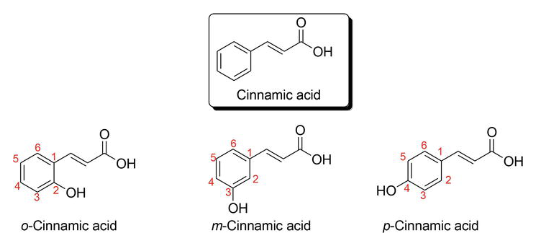 O
OH
Cinnamic acid
O
OH
6
5
1
4
2
3
OH
o-Cinnamic acid
O
OH
6
5
1
4
2
3
OH
m-Cinnamic acid
O
OH
6
5
1
4
2
3
HO
p-Cinnamic acid